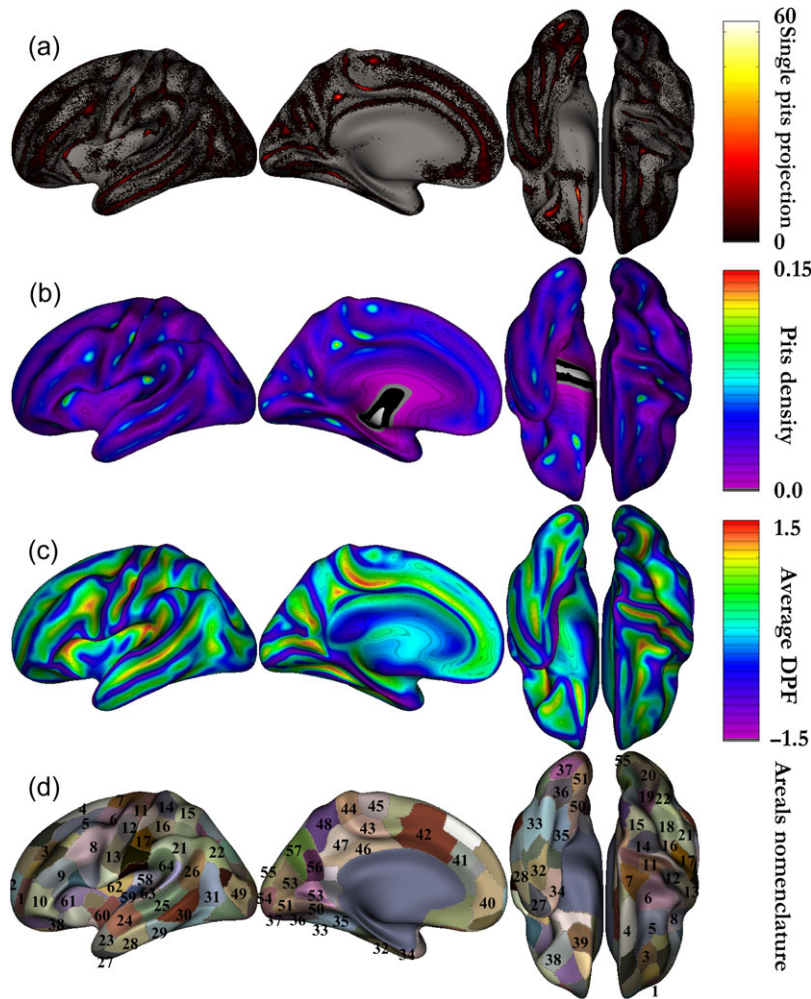 (a)
60
Single pits projection
0
(b)
0.15
Pits density
0.0
(c)
1.5
Average DPF
-1.5
(d)
Areals nomenclature
4 7 11 14 15
5 6 12 16
3 8 13 17 21 22
2 9 64 26
1 10 61 62 58 59 63 25 31 49
38 60 24 30
23 28 29
27
44 45
48 43 42
57 47 46 41
55 56
54 53 53
51 50 40
37 36 35
33 32 34
37 51
36 50
33 35
28 32 34
27
38 39
55 20
19 22
15 18 21
14 16 17
11 12
7 13
6
8
4 5
3
1